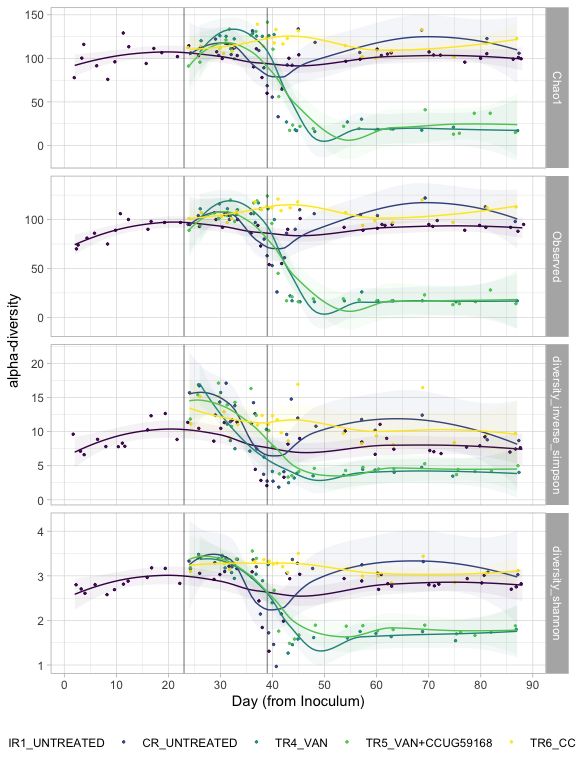 150
100
50
0
Chao1
100
50
0
Observed
20
15
10
5
0
diversity_inverse_simpson
4
3
2
1
diversity_shannon
alpha-diversity
0 10 20 30 40 50 60 70 80 90
Day (from Inoculum)
IR1_UNTREATED CR_UNTREATED TR4_VAN TR5_VAN+CCUG59168 TR6_CC